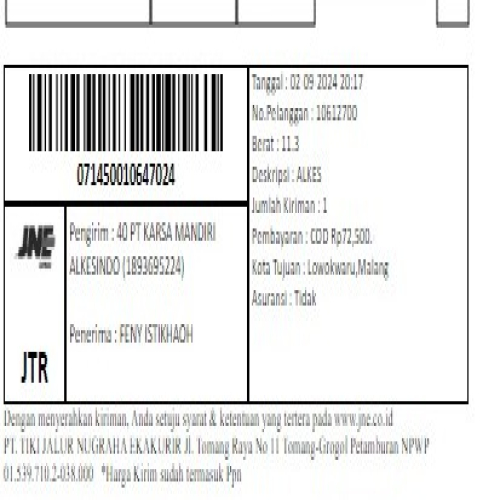 Tanggal : 02 09 2024 20:17
No.Pelanggan : 10612700
Berat : 11.3
Deskripsi : ALKES
Jumlah Kiriman : 1
Pembayaran : COD Rp72,500.
Kota Tujuan : Lowokwaru,Malang
Asuransi : Tidak
071450010647024
JNE
Pengirim : 40 PT KARSA MANDIRI
ALKESINDO (1893695224)
Penerima : FENY ISTIKHAOH
JTR
Dengan menyerahkan kiriman, Anda setuju syarat & ketentuan yang tertera pada www.jne.co.id
PT. TIKI JALUR NUGRAHA EKAKURIR Jl. Tomang Raya No 11 Tomang-Grogol Petamburan NPWP
01.539.710.2-038.000 *Harga Kirim sudah termasuk Ppn